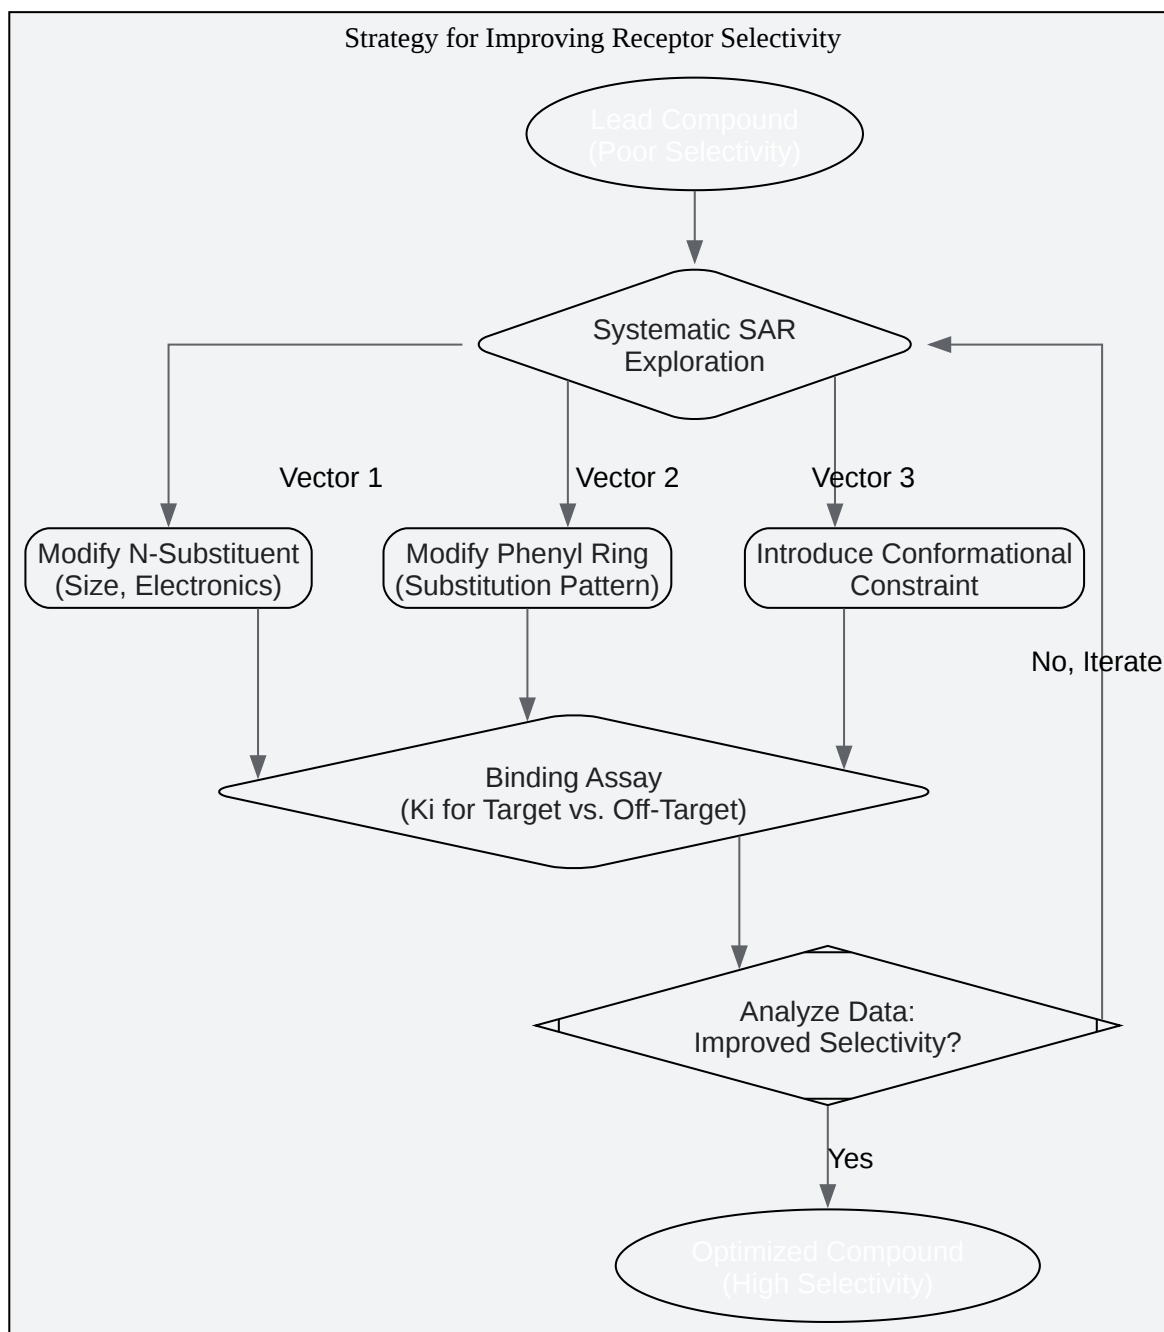 Strategy for Improving Receptor Selectivity
Lead Compound
(Poor Selectivity)
Systematic SAR
Exploration
Vector 1
Vector 2
Vector 3
Modify N-Substituent
(Size, Electronics)
Modify Phenyl Ring
(Substitution Pattern)
Introduce Conformational
Constraint
No, Iterate
Binding Assay
(Ki for Target vs. Off-Target)
Analyze Data:
Improved Selectivity?
Yes
Optimized Compound
(High Selectivity)